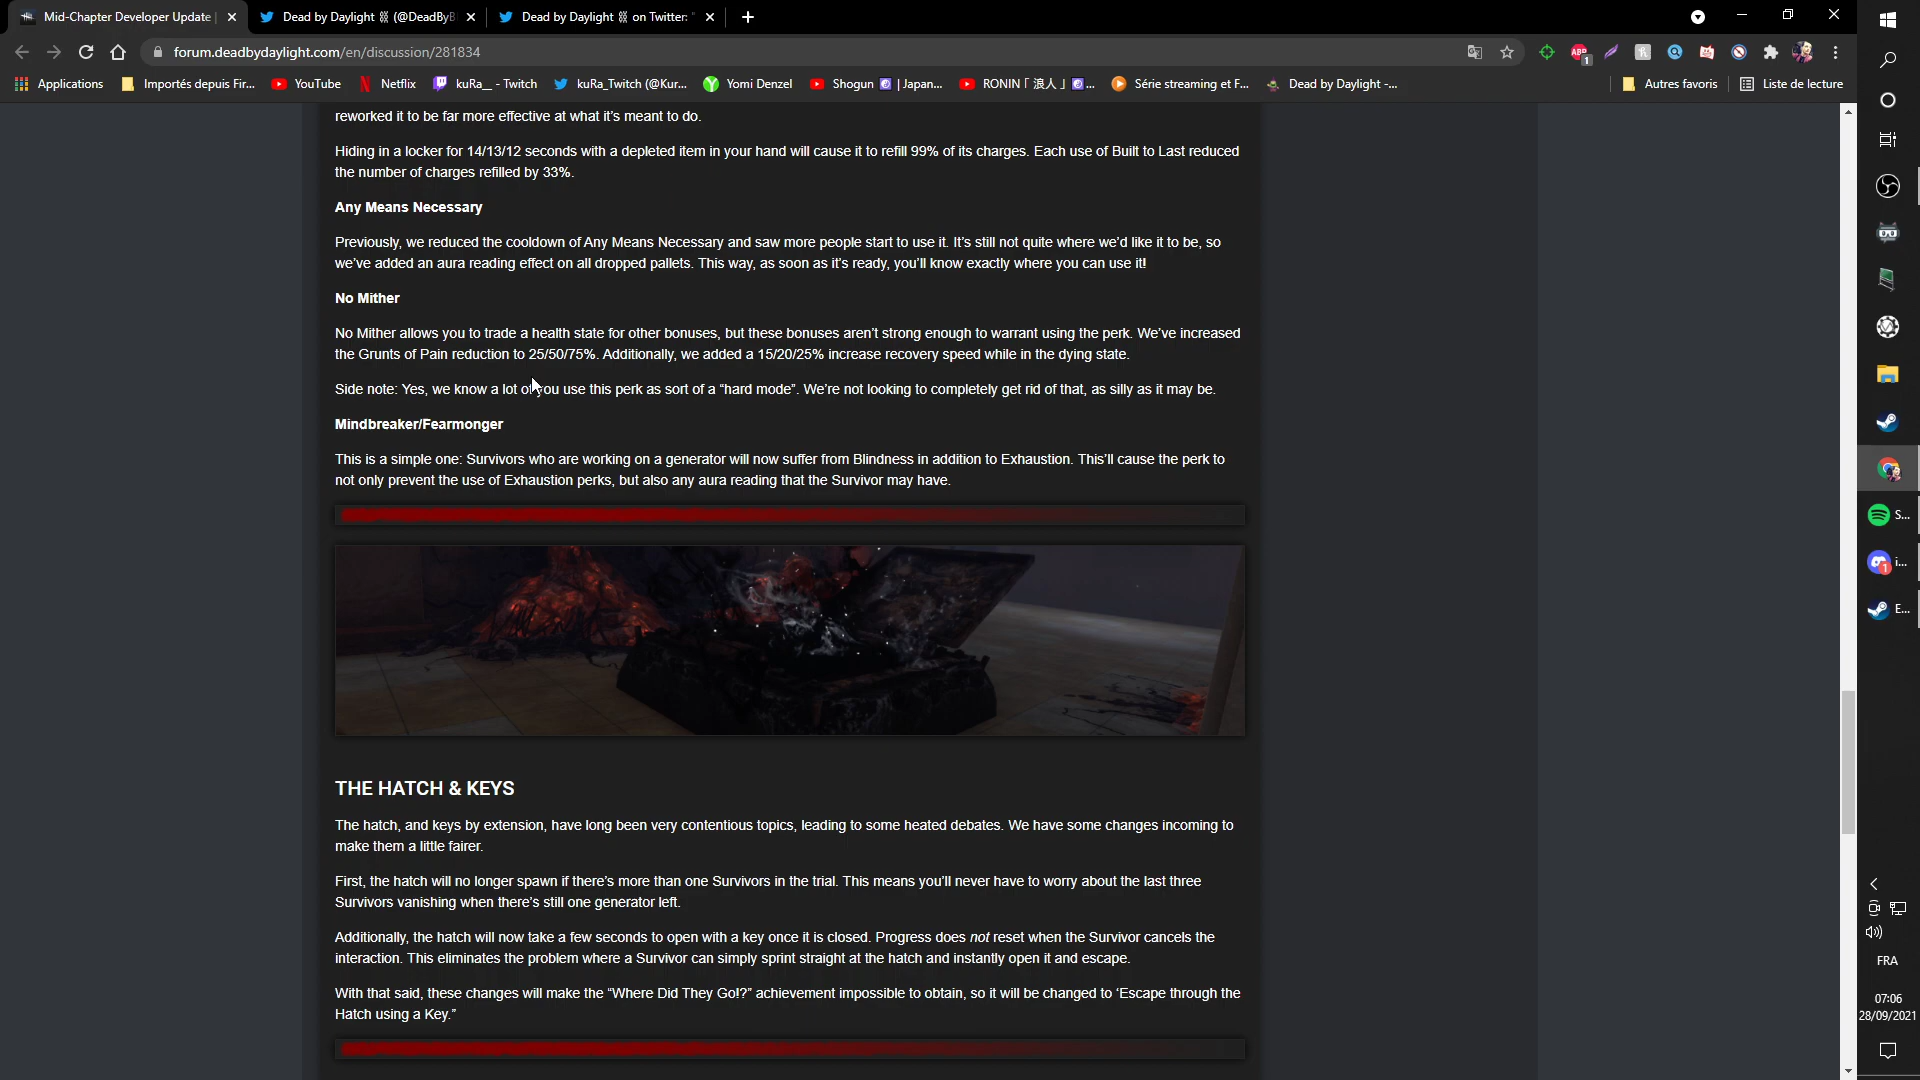 Mid-Chapter Developer Update |
Dead by Daylight (@DeadByB
Dead by Daylight on Twitter: "
forum.deadbydaylight.com/en/discussion/281834
Applications
Importés depuis Fir...
YouTube
Netflix
kuRa__ - Twitch
kuRa_Twitch (@Kur...
Yomi Denzel
Shogun | Japan...
RONIN「 浪人 」 ...
Série streaming et F...
Dead by Daylight -...
Autres favoris
Liste de lecture
reworked it to be far more effective at what it's meant to do.
Hiding in a locker for 14/13/12 seconds with a depleted item in your hand will cause it to refill 99% of its charges. Each use of Built to Last reduced
the number of charges refilled by 33%.
Any Means Necessary
Previously, we reduced the cooldown of Any Means Necessary and saw more people start to use it. It's still not quite where we'd like it to be, so
we've added an aura reading effect on all dropped pallets. This way, as soon as it's ready, you'll know exactly where you can use it!
No Mither
No Mither allows you to trade a health state for other bonuses, but these bonuses aren't strong enough to warrant using the perk. We've increased
the Grunts of Pain reduction to 25/50/75%. Additionally, we added a 15/20/25% increase recovery speed while in the dying state.
Side note: Yes, we know a lot of you use this perk as sort of a “hard mode”. We're not looking to completely get rid of that, as silly as it may be.
Mindbreaker/Fearmonger
This is a simple one: Survivors who are working on a generator will now suffer from Blindness in addition to Exhaustion. This'll cause the perk to
not only prevent the use of Exhaustion perks, but also any aura reading that the Survivor may have.
THE HATCH & KEYS
The hatch, and keys by extension, have long been very contentious topics, leading to some heated debates. We have some changes incoming to
make them a little fairer.
First, the hatch will no longer spawn if there's more than one Survivors in the trial. This means you'll never have to worry about the last three
Survivors vanishing when there's still one generator left.
Additionally, the hatch will now take a few seconds to open with a key once it is closed. Progress does not reset when the Survivor cancels the
interaction. This eliminates the problem where a Survivor can simply sprint straight at the hatch and instantly open it and escape.
With that said, these changes will make the “Where Did They Go!?” achievement impossible to obtain, so it will be changed to ‘Escape through the
Hatch using a Key.”
S...
i...
E...
FRA
07:06
28/09/2021